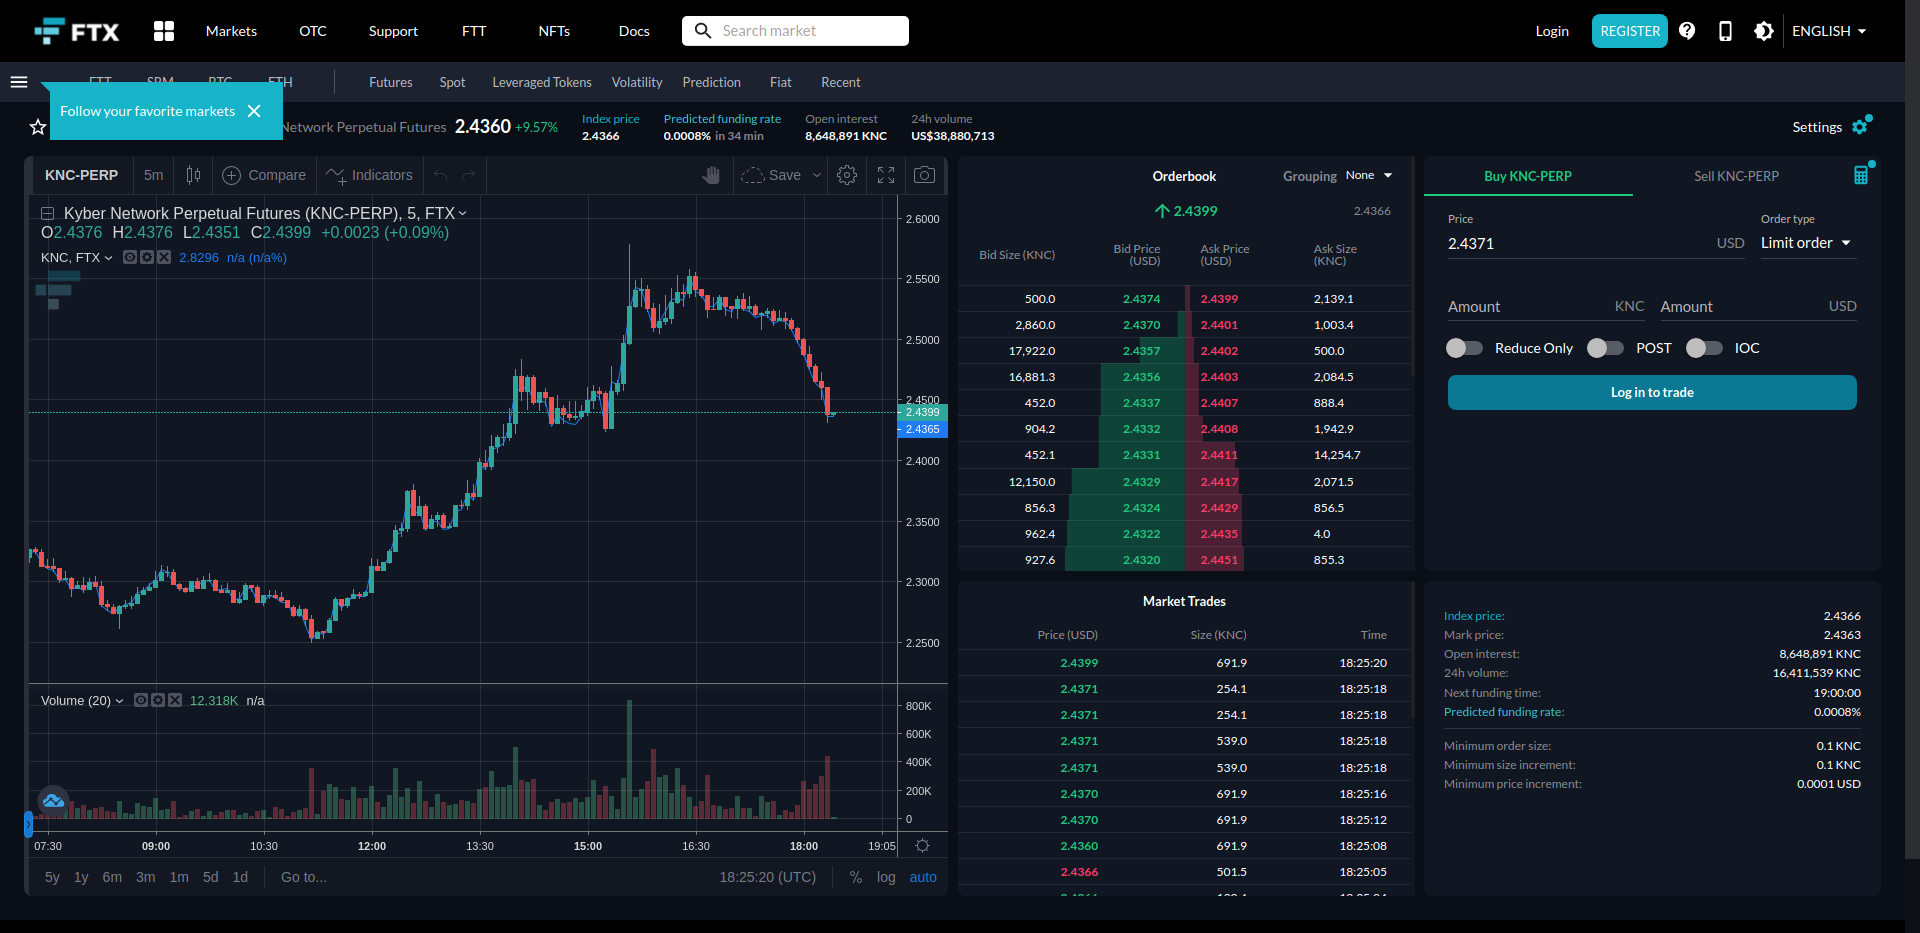 FTX
Markets
OTC
Support
FTT
NFTs
Docs
Search market
Login
REGISTER
ENGLISH
FTT
SRM
BTC
ETH
Futures
Spot
Leveraged Tokens
Volatility
Prediction
Fiat
Recent
Follow your favorite markets
Network Perpetual Futures
2.4360 +9.57%
Index price
2.4366
Predicted funding rate
0.0008% in 34 min
Open interest
8,648,891 KNC
24h volume
US$38,880,713
Settings
KNC-PERP
5m
Compare
Indicators
Save
Kyber Network Perpetual Futures (KNC-PERP), 5, FTX
O2.4376 H2.4376 L2.4351 C2.4399 +0.0023 (+0.09%)
KNC, FTX 2.8296 n/a (n/a%)
2.6000
2.5500
2.5000
2.4500
2.4399
2.4365
2.4000
2.3500
2.3000
2.2500
Volume (20) 12.318K n/a
800K
600K
400K
200K
0
07:30 09:00 10:30 12:00 13:30 15:00 16:30 18:00 19:05
5y 1y 6m 3m 1m 5d 1d Go to... 18:25:20 (UTC) % log auto
Orderbook
Grouping None
2.4399
2.4366
Bid Size (KNC) Bid Price (USD) Ask Price (USD) Ask Size (KNC)
500.0 2.4374 2.4399 2,139.1
2,860.0 2.4370 2.4401 1,003.4
17,922.0 2.4357 2.4402 500.0
16,881.3 2.4356 2.4403 2,084.5
452.0 2.4337 2.4407 888.4
904.2 2.4332 2.4408 1,942.9
452.1 2.4331 2.4411 14,254.7
12,150.0 2.4329 2.4417 2,071.5
856.3 2.4324 2.4429 856.5
962.4 2.4322 2.4435 4.0
927.6 2.4320 2.4451 855.3
Market Trades
Price (USD) Size (KNC) Time
2.4399 691.9 18:25:20
2.4371 254.1 18:25:18
2.4371 254.1 18:25:18
2.4371 539.0 18:25:18
2.4371 539.0 18:25:18
2.4370 691.9 18:25:16
2.4370 691.9 18:25:12
2.4360 691.9 18:25:08
2.4366 501.5 18:25:05
Buy KNC-PERP
Sell KNC-PERP
Price
2.4371 USD
Order type
Limit order
Amount KNC
Amount USD
Reduce Only
POST
IOC
Log in to trade
Index price: 2.4366
Mark price: 2.4363
Open interest: 8,648,891 KNC
24h volume: 16,411,539 KNC
Next funding time: 19:00:00
Predicted funding rate: 0.0008%
Minimum order size: 0.1 KNC
Minimum size increment: 0.1 KNC
Minimum price increment: 0.0001 USD